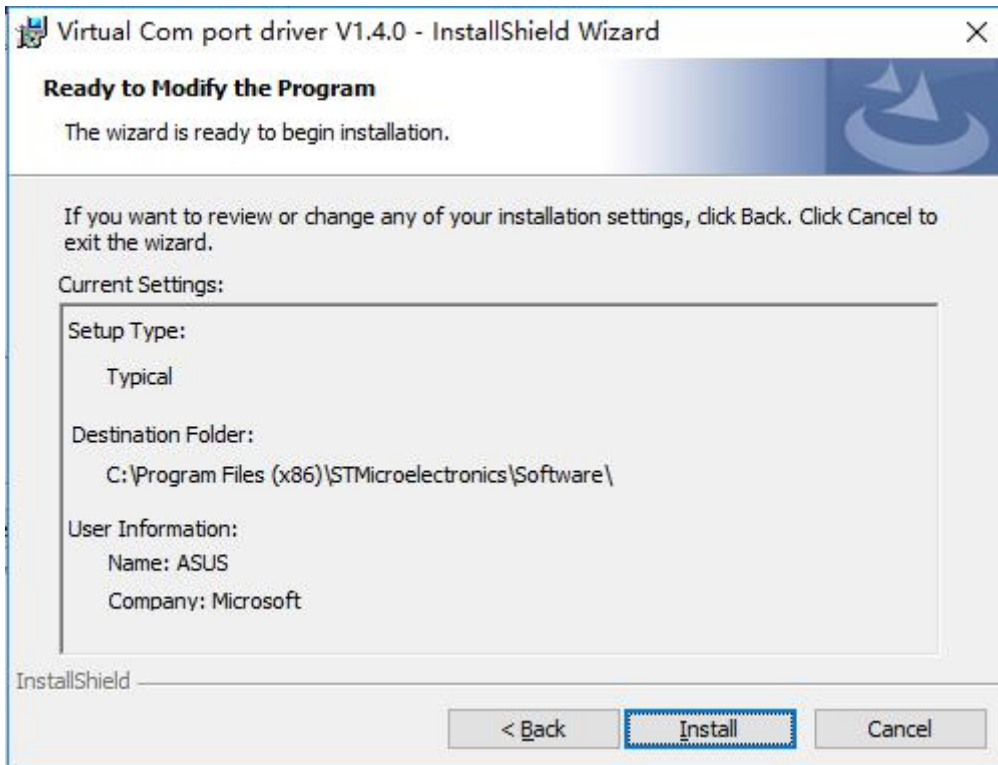 Virtual Com port driver V1.4.0 - InstallShield Wizard
Ready to Modify the Program
The wizard is ready to begin installation.
If you want to review or change any of your installation settings, click Back. Click Cancel to
exit the wizard.
Current Settings:
Setup Type:
Typical
Destination Folder:
C:\Program Files (x86)\STMicroelectronics\Software\
User Information:
Name: ASUS
Company: Microsoft
InstallShield
< Back
Install
Cancel